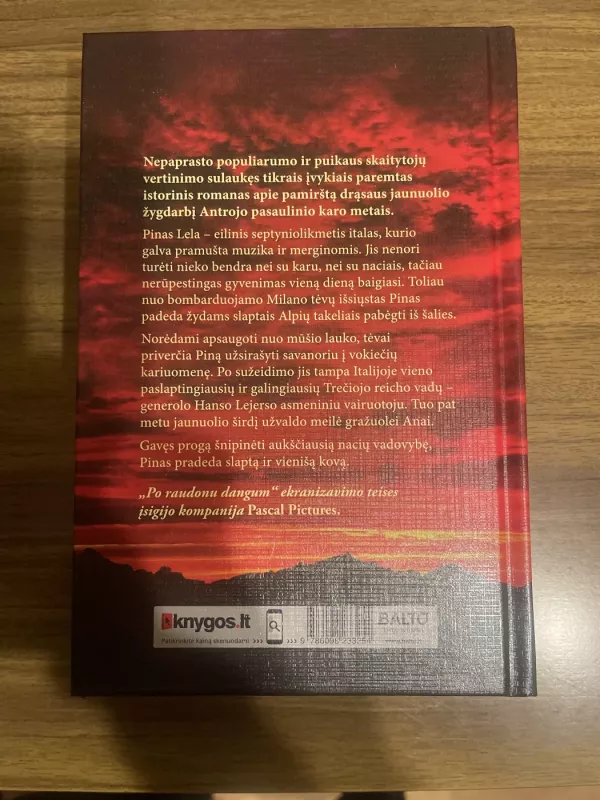 Nepaprasto populiarumo ir puikaus skaitytojų
vertinimo sulaukęs tikrais įvykiais paremtas
istorinis romanas apie pamirštą drąsaus jaunuolio
žygdarbį Antrojo pasaulinio karo metais.
Pinas Lela – eilinis septyniolikmetis italas, kurio
galva pramušta muzika ir merginomis. Jis nenori
turėti nieko bendra nei su karu, nei su naciais, tačiau
nerūpestingas gyvenimas vieną dieną baigiasi. Toliau
nuo bombarduojamo Milano tėvų išsiųstas Pinas
padeda žydams slaptais Alpių takeliais pabėgti iš šalies.
Norėdami apsaugoti nuo mūšio lauko, tėvai
priverčia Piną užsirašyti savanoriu į vokiečių
kariuomenę. Po sužeidimo jis tampa Italijoje vieno
paslaptingiausių ir galingiausių Trečiojo reicho vadų –
generolo Hanso Lejerso asmeniniu vairuotoju. Tuo pat
metu jaunuolio širdį užvaldo meilė gražuolei Anai.
Gavęs progą šnipinėti aukščiausią nacių vadovybę,
Pinas pradeda slaptą ir vienišą kovą.
„Po raudonu dangum“ ekranizavimo teises
įsigijo kompanija Pascal Pictures.
knygos.lt
BALTO